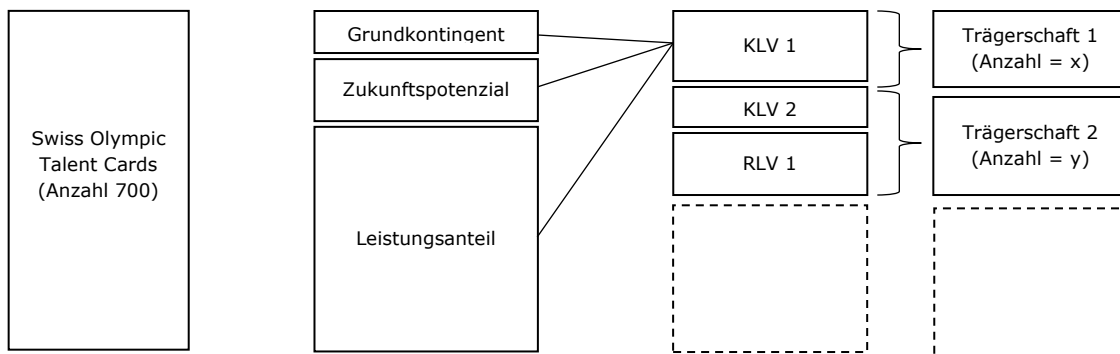 Swiss Olympic
Talent Cards
(Anzahl 700)
Grundkontingent
Zukunftspotenzial
Leistungsanteil
KLV 1
KLV 2
RLV 1
Trägerschaft 1
(Anzahl = x)
Trägerschaft 2
(Anzahl = y)